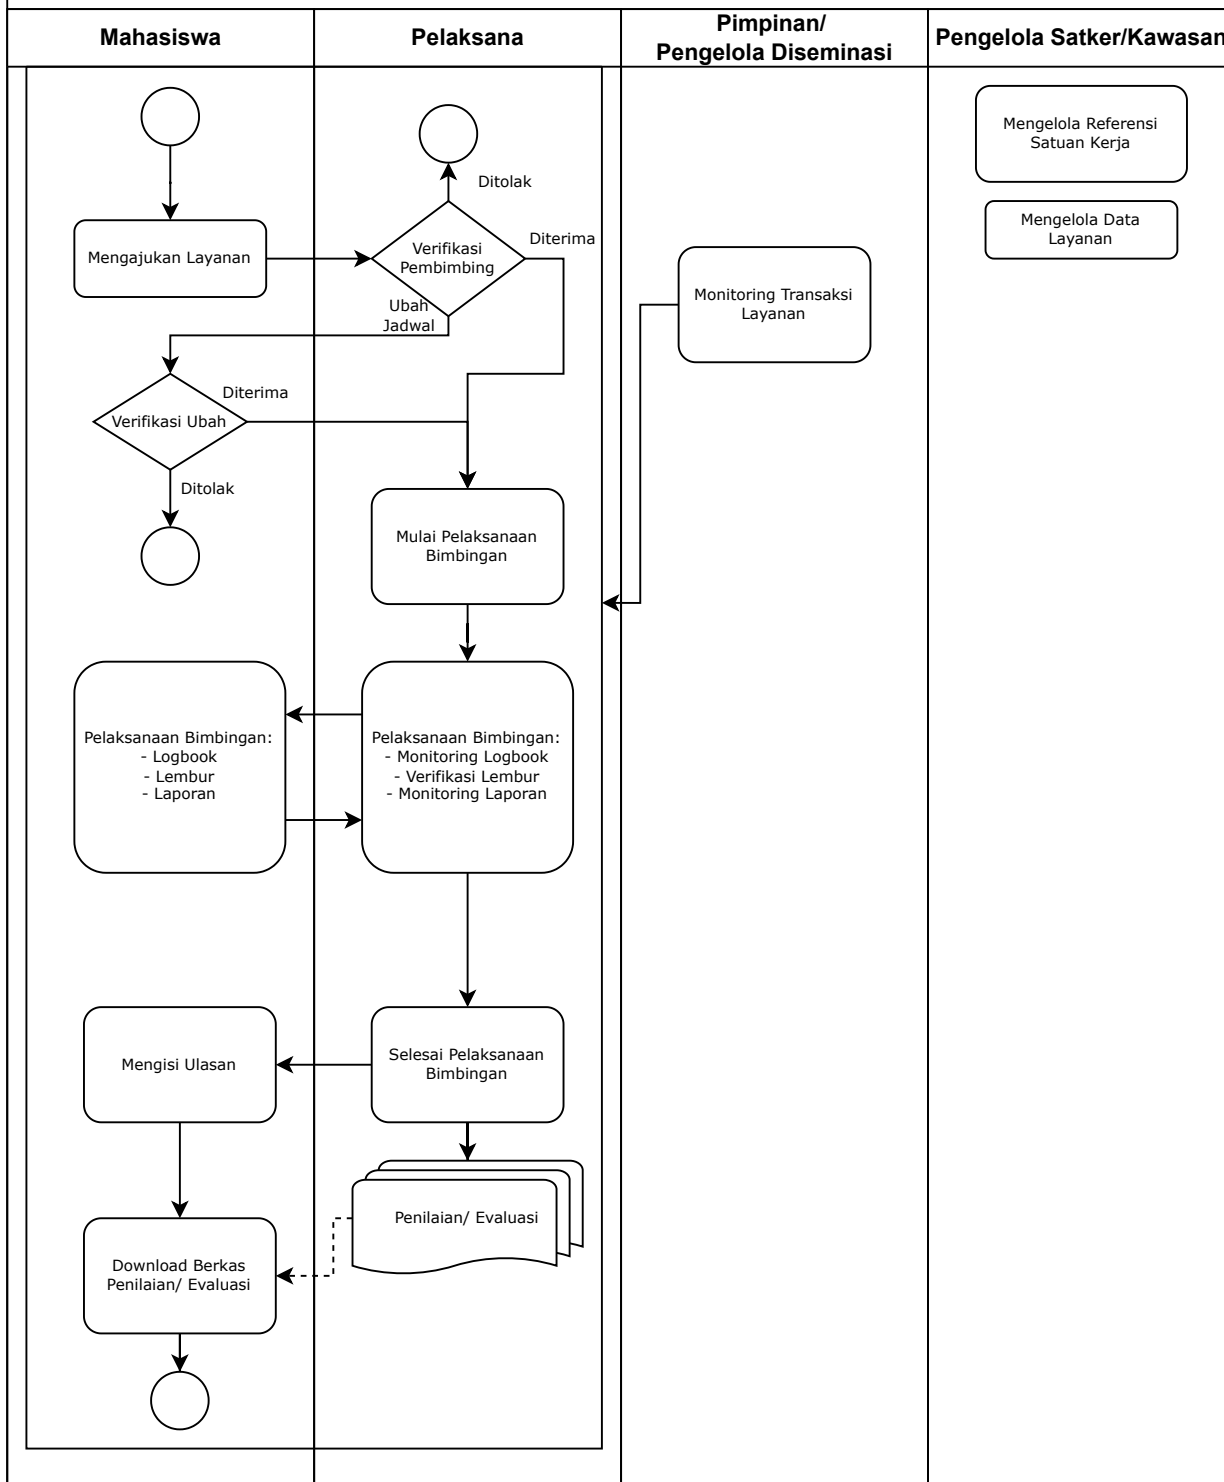 Mahasiswa
Pelaksana
Pimpinan/
Pengelola Diseminasi
Pengelola Satker/Kawasan
Mengelola Referensi
Satuan Kerja
Ditolak
Mengelola Data
Layanan
Mengajukan Layanan
Verifikasi
Pembimbing
Diterima
Monitoring Transaksi
Layanan
Ubah
Jadwal
Diterima
Verifikasi Ubah
Ditolak
Mulai Pelaksanaan
Bimbingan
Pelaksanaan Bimbingan:
- Logbook
- Lembur
- Laporan
Pelaksanaan Bimbingan:
- Monitoring Logbook
- Verifikasi Lembur
- Monitoring Laporan
Mengisi Ulasan
Selesai Pelaksanaan
Bimbingan
Penilaian/ Evaluasi
Download Berkas
Penilaian/ Evaluasi